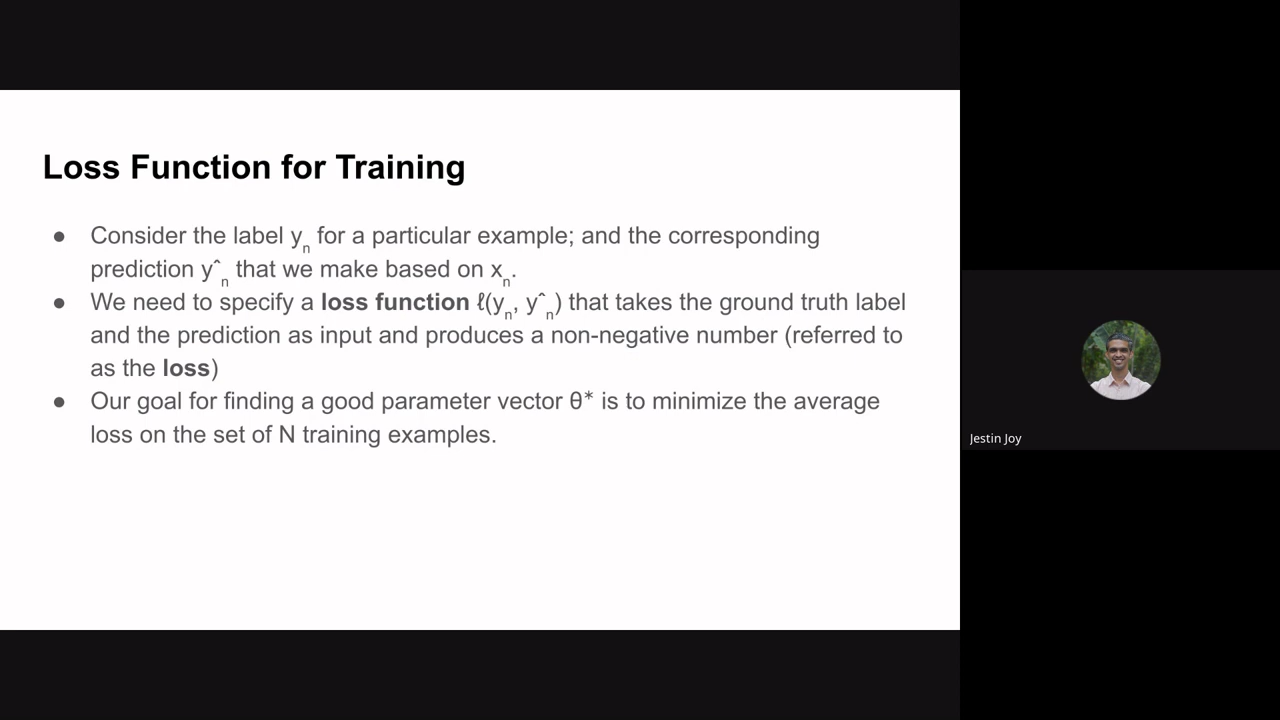 Loss Function for Training
● Consider the label yₙ for a particular example; and the corresponding
prediction yˆₙ that we make based on xₙ.
● We need to specify a loss function ℓ(yₙ, yˆₙ) that takes the ground truth label
and the prediction as input and produces a non-negative number (referred to
as the loss)
● Our goal for finding a good parameter vector θ* is to minimize the average
loss on the set of N training examples.
Jestin Joy